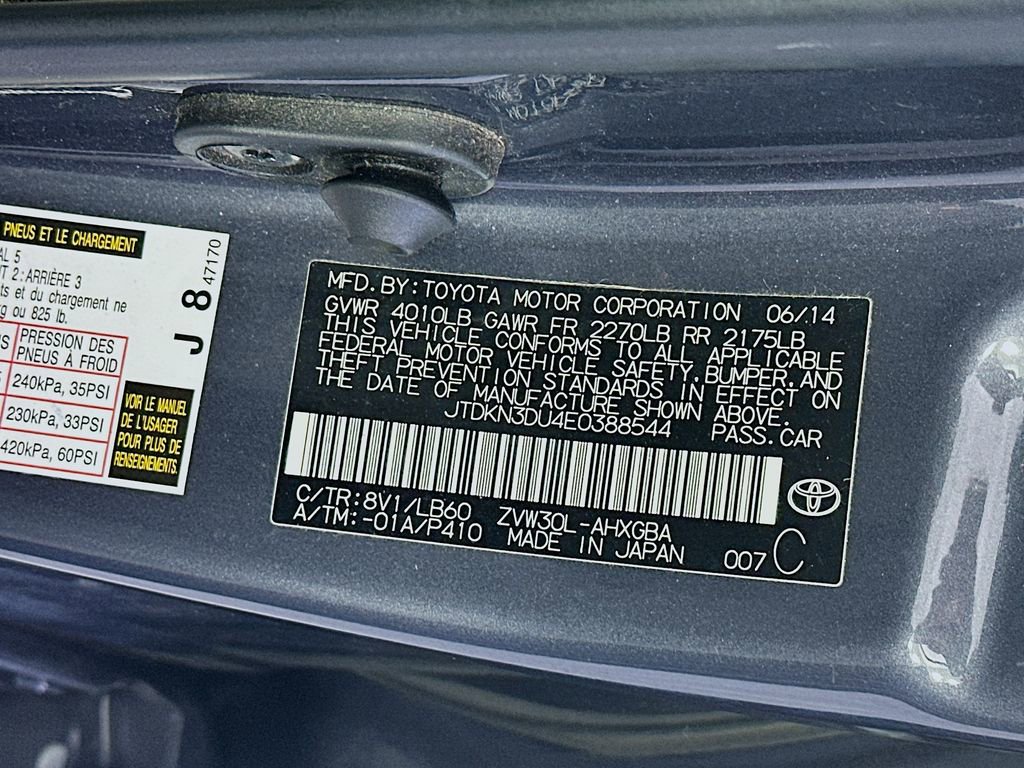 PNEUS ET LE CHARGEMENT
AL 5
T 2 : ARRIÈRE 3
ts et du chargement ne
rg ou 825 lb.
PRESSION DES
PNEUS À FROID
240kPa, 35PSI
230kPa, 33PSI
420kPa, 60PSI
VOIR LE MANUEL
DE L'USAGER
POUR PLUS DE
RENSEIGNEMENTS.
J 8 47170
MFD. BY: TOYOTA MOTOR CORPORATION 06/14
GVWR 4010LB GAWR FR 2270LB RR 2175LB
THIS VEHICLE CONFORMS TO ALL APPLICABLE
FEDERAL MOTOR VEHICLE SAFETY, BUMPER, AND
THEFT PREVENTION STANDARDS IN EFFECT ON
THE DATE OF MANUFACTURE SHOWN ABOVE.
JTDKN3DU4E0388544 PASS. CAR
C/TR: 8V1/LB60 ZVW30L-AHXGBA
A/TM: -01A/P410 MADE IN JAPAN 007 C